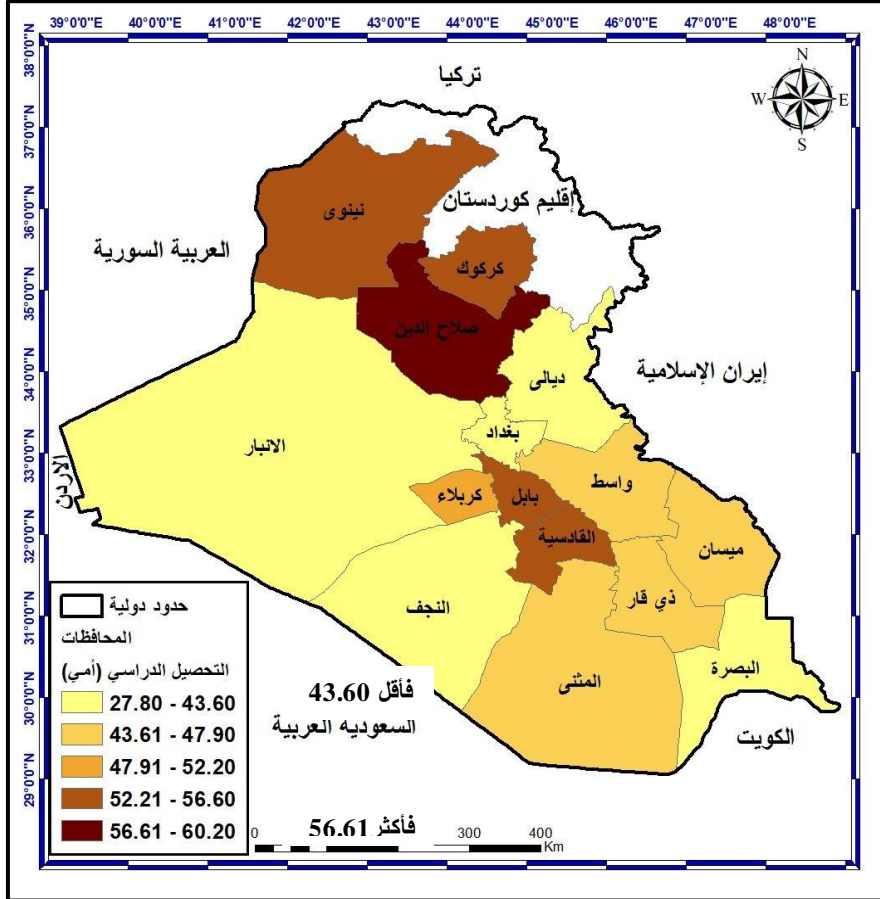 39°0'0"N 40°0'0"N 41°0'0"N 42°0'0"N 43°0'0"N 44°0'0"N 45°0'0"N 46°0'0"N 47°0'0"N 48°0'0"N
38°0'0"N
37°0'0"N
36°0'0"N
35°0'0"N
34°0'0"N
33°0'0"N
32°0'0"N
31°0'0"N
30°0'0"N
29°0'0"N
N
W E
S
تركيا
إقليم كوردستان
نينوى
العربية السورية
كركوك
صلاح الدين
إيران الإسلامية
ديالى
بغداد
الانبار
الاردن
واسط
كربلاء
بابل
القادسية
ميسان
ذي قار
النجف
البصرة
المثنى
الكويت
43.60 فأقل
السعوديه العربية
حدود دولية
المحافظات
التحصيل الدراسي (أمي)
27.80 - 43.60
43.61 - 47.90
47.91 - 52.20
52.21 - 56.60
56.61 - 60.20
56.61 فأكثر
0 300 400
Km